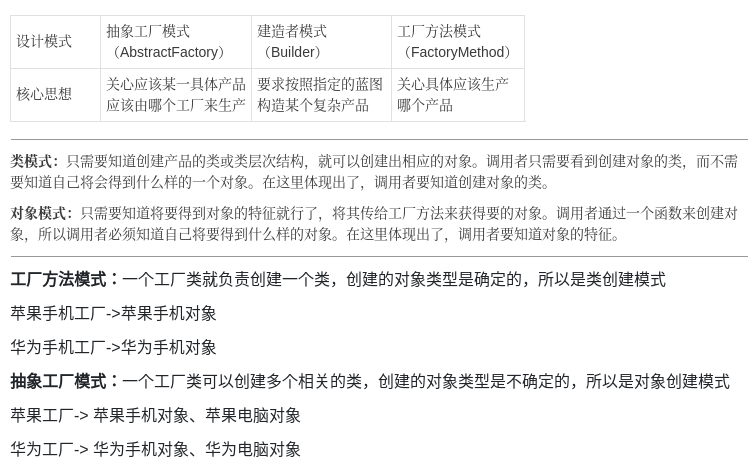 设计模式
抽象工厂模式
（AbstractFactory）
建造者模式
（Builder）
工厂方法模式
（FactoryMethod）
核心思想
关心应该某一具体产品
应该由哪个工厂来生产
要求按照指定的蓝图
构造某个复杂产品
关心具体应该生产
哪个产品
类模式：只需要知道创建产品的类或类层次结构，就可以创建出相应的对象。调用者只需要看到创建对象的类，而不需
要知道自己将会得到什么样的一个对象。在这里体现出了，调用者要知道创建对象的类。
对象模式：只需要知道将要得到对象的特征就行了，将其传给工厂方法来获得要的对象。调用者通过一个函数来创建对
象，所以调用者必须知道自己将要得到什么样的对象。在这里体现出了，调用者要知道对象的特征。
工厂方法模式：一个工厂类就负责创建一个类，创建的对象类型是确定的，所以是类创建模式
苹果手机工厂->苹果手机对象
华为手机工厂->华为手机对象
抽象工厂模式：一个工厂类可以创建多个相关的类，创建的对象类型是不确定的，所以是对象创建模式
苹果工厂-> 苹果手机对象、苹果电脑对象
华为工厂-> 华为手机对象、华为电脑对象